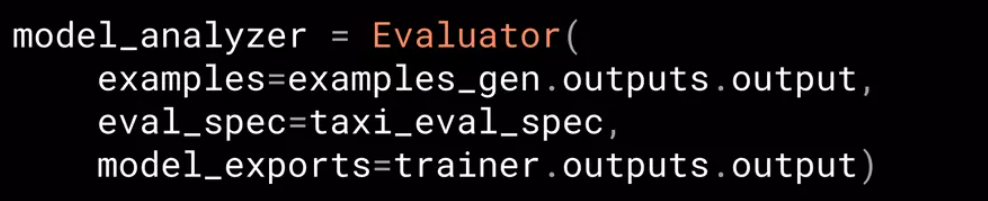 model_analyzer = Evaluator(
    examples=examples_gen.outputs.output,
    eval_spec=taxi_eval_spec,
    model_exports=trainer.outputs.output)